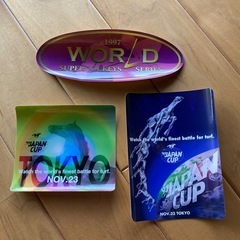 1997
WORLD
SUPER JOCKEYS SERIES
Watch the world's finest battle for turf.
JAPAN
CUP
TOKYO
NOV.23
Watch the world's finest battle for turf.
JAPAN
CUP
NOV.23 TOKYO